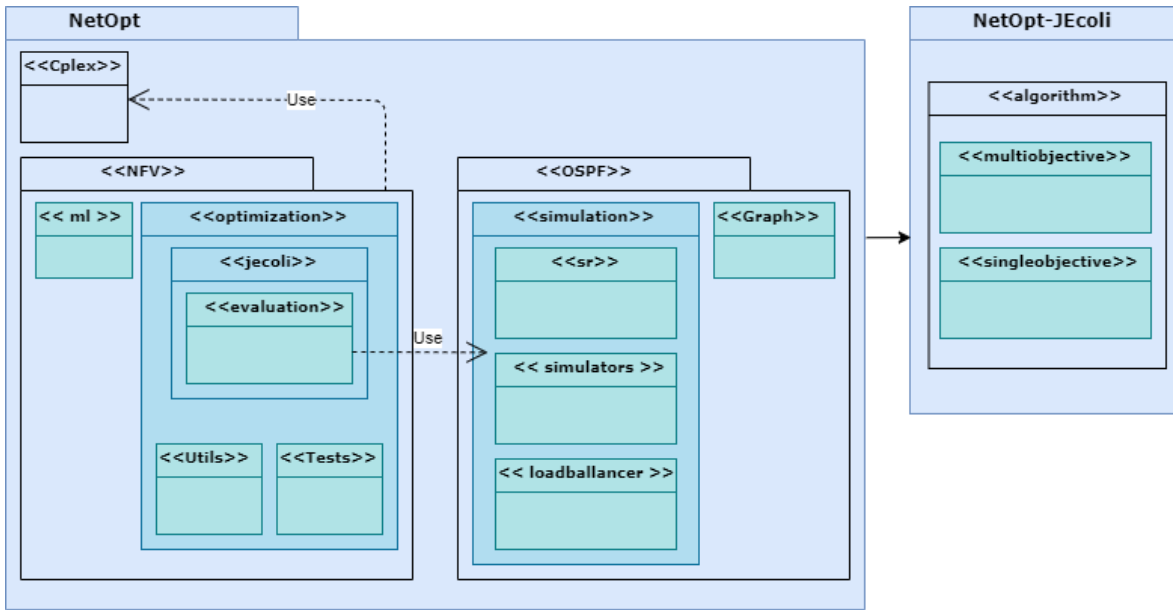 NetOpt
NetOpt-JEcoli
<<Cplex>>
Use
<<algorithm>>
<<multiobjective>>
<<singleobjective>>
<<NFV>>
<<OSPF>>
<< ml >>
<<optimization>>
<<jecoli>>
<<evaluation>>
Use
<<Utils>>
<<Tests>>
<<simulation>>
<<Graph>>
<<sr>>
<< simulators >>
<< loadballancer >>